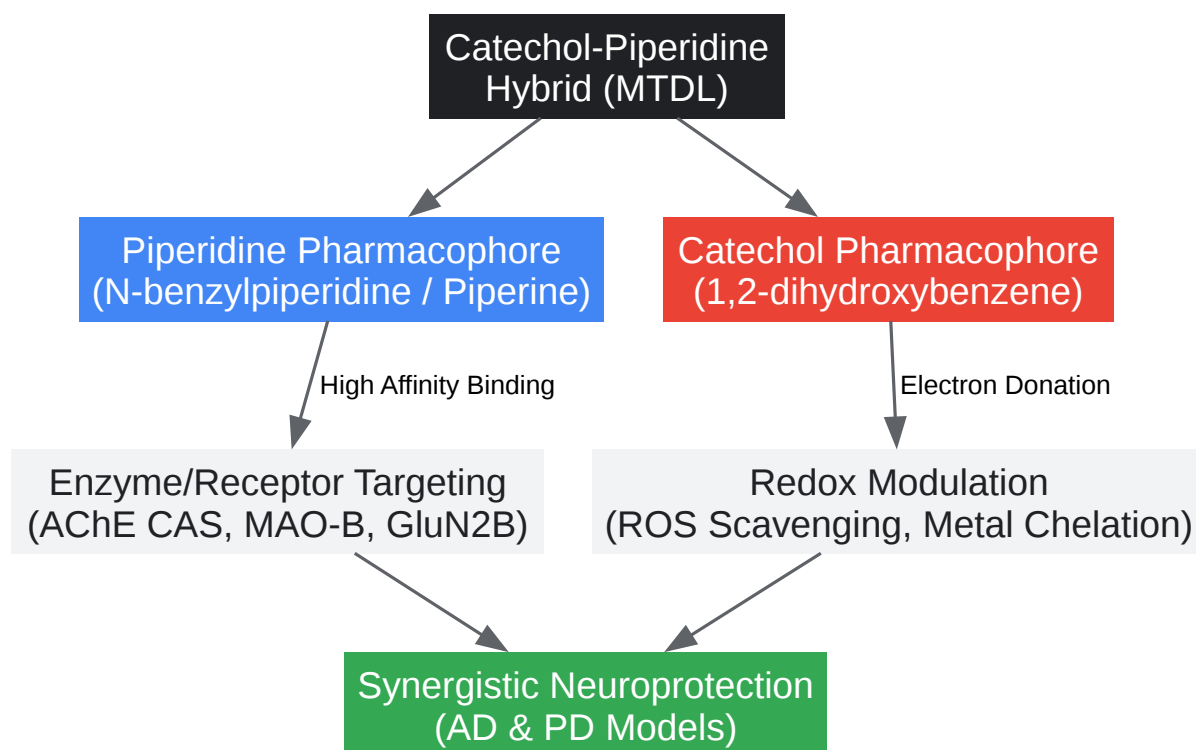 Catechol-Piperidine
Hybrid (MTDL)
Piperidine Pharmacophore
(N-benzylpiperidine / Piperine)
Catechol Pharmacophore
(1,2-dihydroxybenzene)
High Affinity Binding
Electron Donation
Enzyme/Receptor Targeting
(AChE CAS, MAO-B, GluN2B)
Redox Modulation
(ROS Scavenging, Metal Chelation)
Synergistic Neuroprotection
(AD & PD Models)